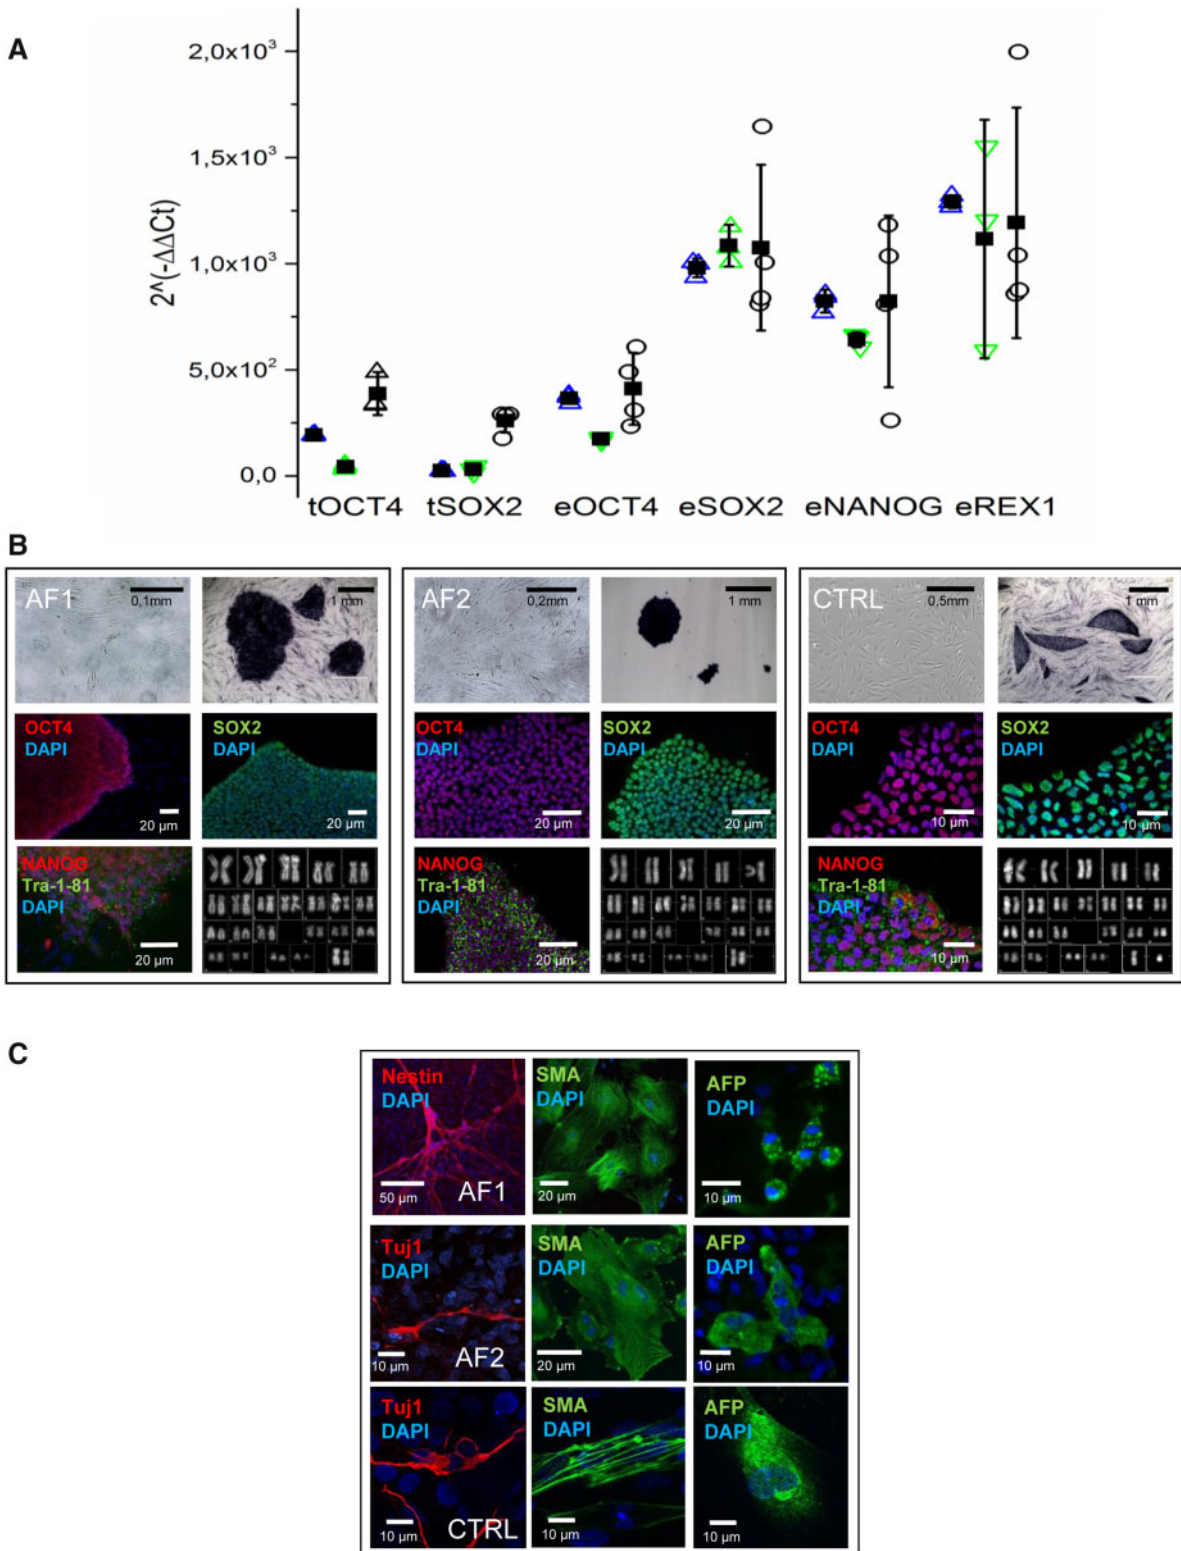 A
2,0x10³
1,5x10³
1,0x10³
5,0x10²
0,0
2^(-ΔΔCt)
tOCT4 tSOX2 eOCT4 eSOX2 eNANOG eREX1
B
AF1
0,1mm
1 mm
OCT4
DAPI
20 µm
SOX2
DAPI
20 µm
NANOG
Tra-1-81
DAPI
20 µm
AF2
0,2mm
1 mm
OCT4
DAPI
20 µm
SOX2
DAPI
20 µm
NANOG
Tra-1-81
DAPI
20 µm
CTRL
0,5mm
1 mm
OCT4
DAPI
10 µm
SOX2
DAPI
10 µm
NANOG
Tra-1-81
DAPI
10 µm
C
Nestin
DAPI
50 µm
AF1
SMA
DAPI
20 µm
AFP
DAPI
10 µm
Tuj1
DAPI
10 µm
AF2
SMA
DAPI
20 µm
AFP
DAPI
10 µm
Tuj1
DAPI
10 µm
CTRL
SMA
DAPI
10 µm
AFP
DAPI
10 µm